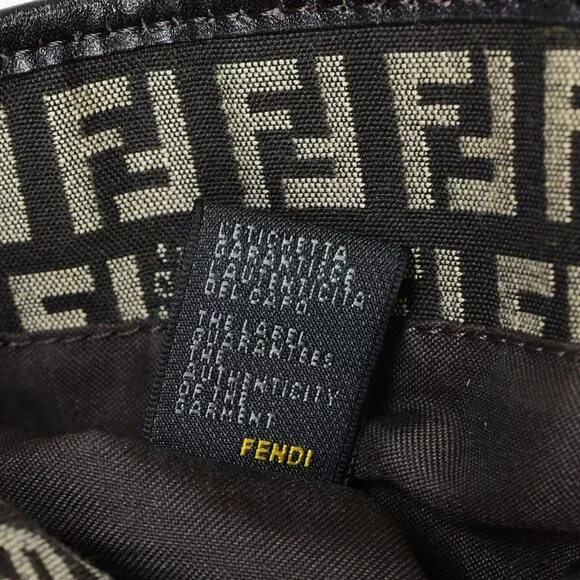 L'ETICHETTA
GARANTISCE
L'AUTENTICITA
DEL CAPO
THE LABEL
GUARANTEES
THE
AUTHENTICITY
OF THE
GARMENT
FENDI